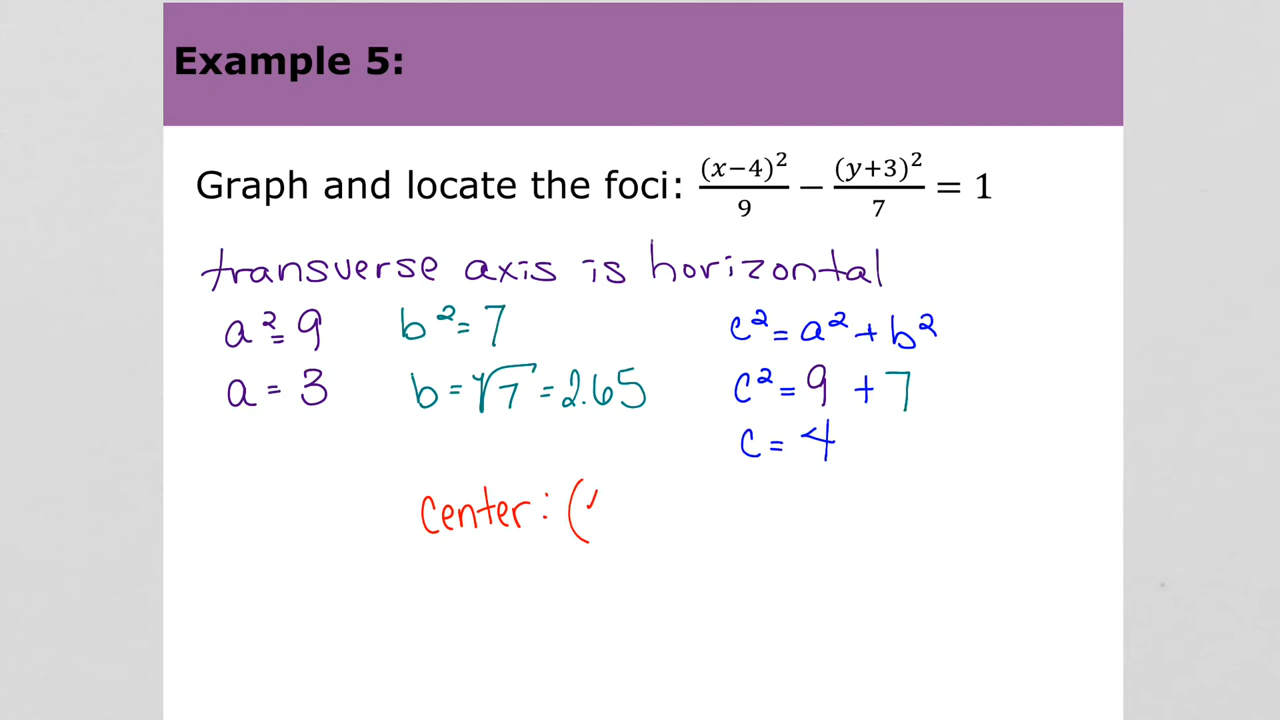 Example 5:
Graph and locate the foci: (x−4)²/9 − (y+3)²/7 = 1
transverse axis is horizontal
a² = 9 b² = 7 c² = a² + b²
a = 3 b = √7 = 2.65 c² = 9 + 7
c = 4
center: (